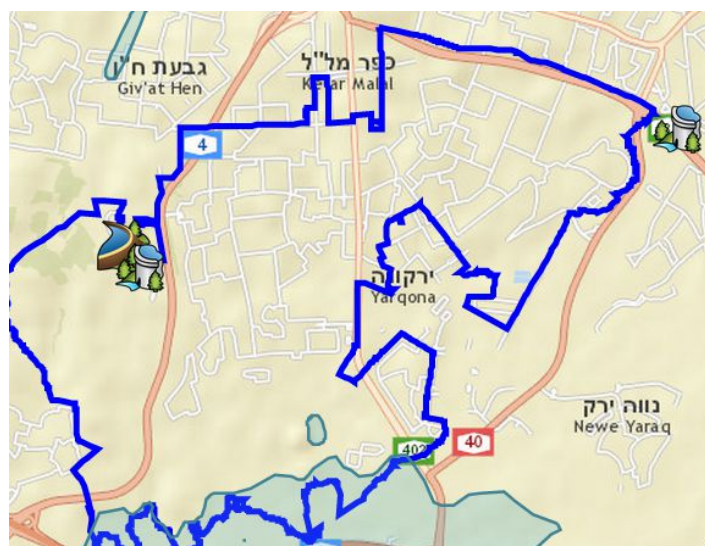 גבעת ח"ן
Giv'at Hen
כפר מל"ל
Kefar Malal
4
ירקונה
Yarqona
נווה ירק
Newe Yaraq
402
40